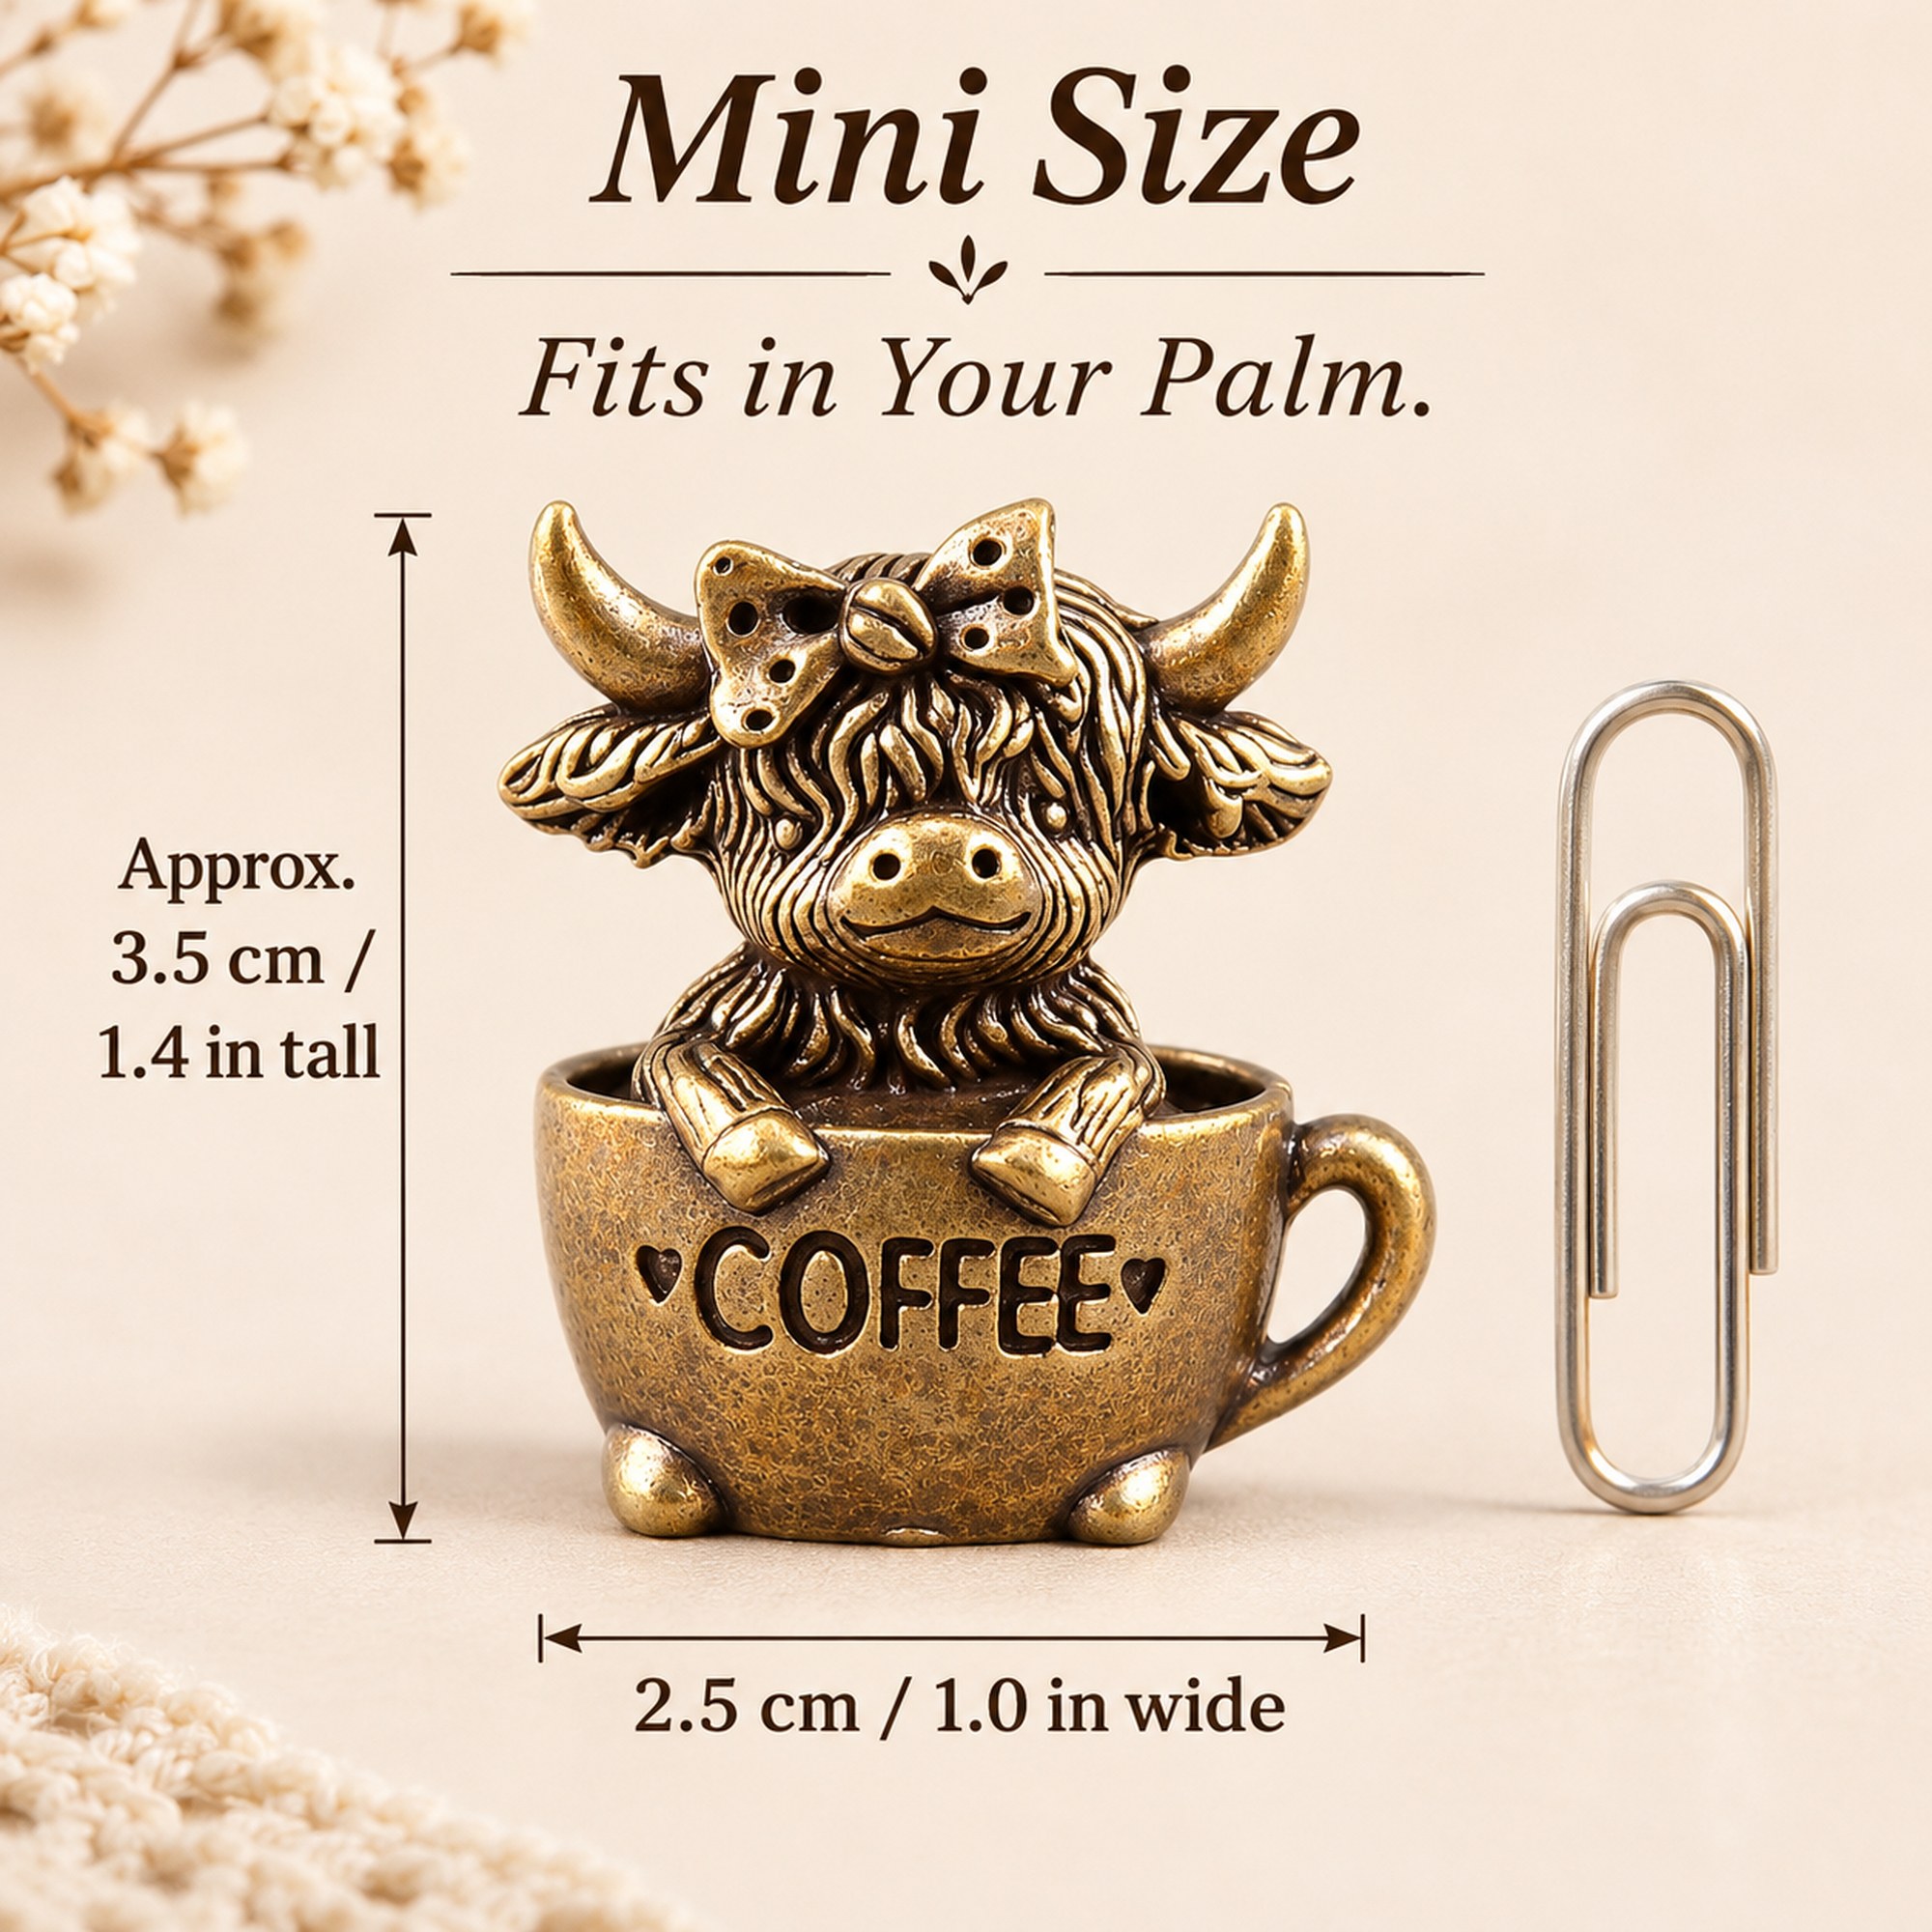 Mini Size
Fits in Your Palm.
Approx.
3.5 cm /
1.4 in tall
♥COFFEE♥
2.5 cm / 1.0 in wide